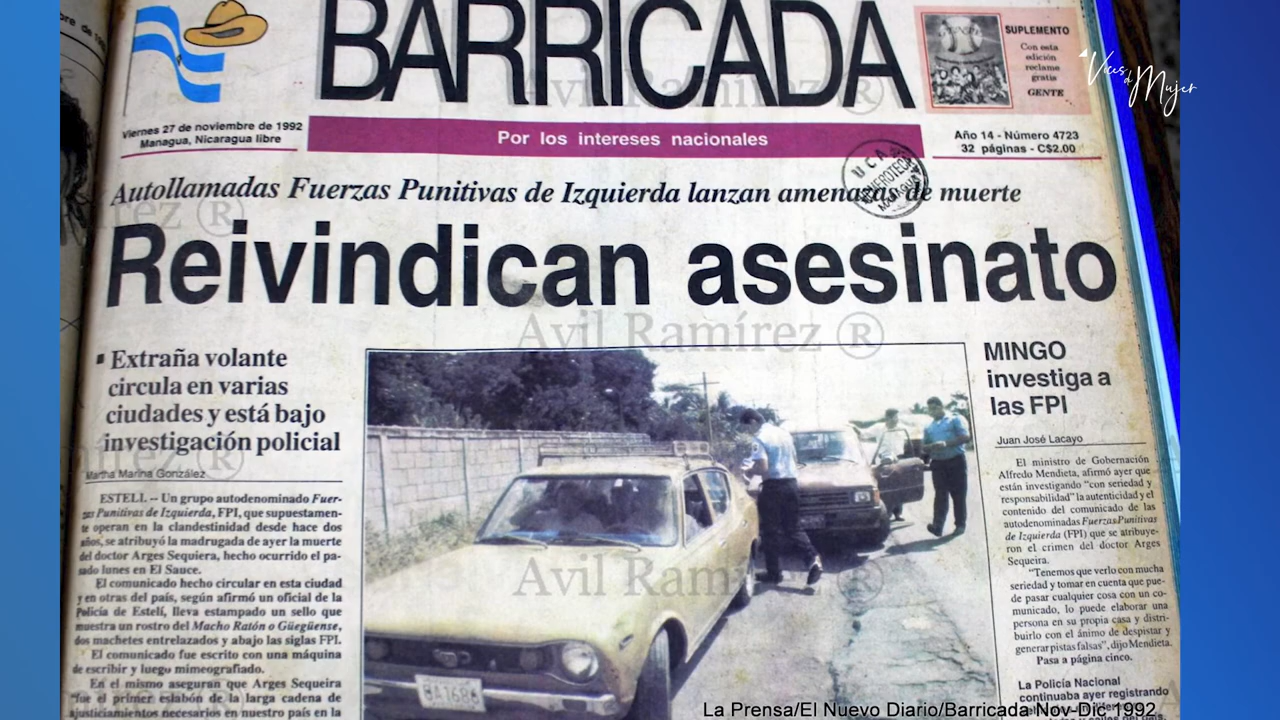 BARRICADA
SUPLEMENTO
Con esta
edición
reclame
gratis
GENTE
Voces de Mujer
Viernes 27 de noviembre de 1992
Managua, Nicaragua libre
Por los intereses nacionales
Año 14 - Número 4723
32 páginas - C$2.00
UCA
HEMEROTECA
MANAGUA
Autollamadas Fuerzas Punitivas de Izquierda lanzan amenazas de muerte
Reivindican asesinato
Avil Ramírez ®
Avil Ramírez ®
Avil Ramírez ®
Extraña volante
circula en varias
ciudades y está bajo
investigación policial
Martha Marina González
ESTELI. -- Un grupo autodenominado Fuer-
zas Punitivas de Izquierda, FPI, que supuestamen-
te operan en la clandestinidad desde hace dos
años, se atribuyó la madrugada de ayer la muerte
del doctor Arges Sequiera, hecho ocurrido el pa-
sado lunes en El Sauce.
El comunicado hecho circular en esta ciudad
y en otras del país, según afirmó un oficial de la
Policía de Estelí, lleva estampado un sello que
muestra un rostro del Macho Ratón o Güegüense,
dos machetes entrelazados y abajo las siglas FPI.
El comunicado fue escrito con una máquina
de escribir y luego mimeografiado.
En el mismo aseguran que Arges Sequeira
"fue el primer eslabón de la larga cadena de
ajusticiamientos necesarios en nuestro país en la
MINGO
investiga a
las FPI
Juan José Lacayo
El ministro de Gobernación
Alfredo Mendieta, afirmó ayer que
están investigando "con seriedad y
responsabilidad" la autenticidad y el
contenido del comunicado de las
autodenominadas Fuerzas Punitivas
de Izquierda (FPI) que se atribuye-
ron el crimen del doctor Arges
Sequeira.
"Tenemos que verlo con mucha
seriedad y tomar en cuenta que pue-
de pasar cualquier cosa con un co-
municado, lo puede elaborar una
persona en su propia casa y distri-
buirlo con el ánimo de despistar y
generar pistas falsas", dijo Mendieta.
Pasa a página cinco.
La Policía Nacional
continuaba ayer registrando
La Prensa/El Nuevo Diario/Barricada Nov-Dic 1992